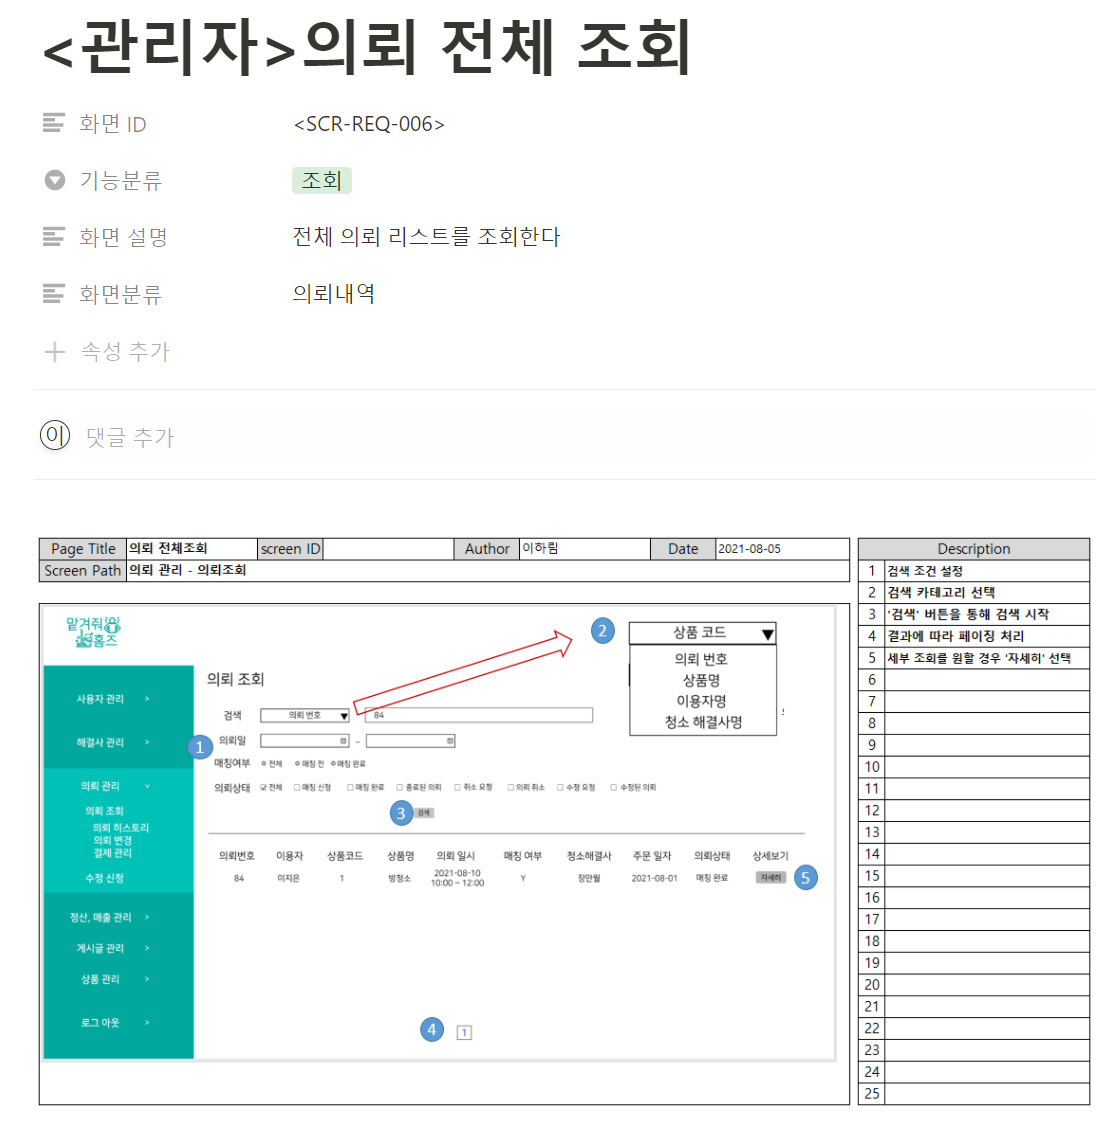 <관리자>의뢰 전체 조회
화면 ID <SCR-REQ-006>
기능분류 조회
화면 설명 전체 의뢰 리스트를 조회한다
화면분류 의뢰내역
속성 추가
이 댓글 추가
Page Title 의뢰 전체조회 screen ID Author 이하림 Date 2021-08-05
Screen Path 의뢰 관리 - 의뢰조회
맡겨줘
홈즈
사용자 관리 >
해결사 관리 >
의뢰 관리 v
의뢰 조회
의뢰 히스토리
의뢰 변경
결제 관리
수정 신청
정산, 매출 관리 >
게시글 관리 >
상품 관리 >
로그 아웃 >
의뢰 조회
검색 의뢰 번호 ▼ 84
1 의뢰일 ~
매칭여부 전체 매칭 전 매칭 완료
의뢰상태 전체 매칭 신청 매칭 완료 종료된 의뢰 취소 요청 의뢰 취소 수정 요청 수정된 의뢰
3 검색
2 상품 코드 ▼
의뢰 번호
상품명
이용자명
청소 해결사명
의뢰번호 이용자 상품코드 상품명 의뢰 일시 매칭 여부 청소해결사 주문 일자 의뢰상태 상세보기
84 이지은 1 방청소 2021-08-10 10:00 ~ 12:00 Y 장만월 2021-08-01 매칭 완료 자세히 5
4 1
Description
1 검색 조건 설정
2 검색 카테고리 선택
3 '검색' 버튼을 통해 검색 시작
4 결과에 따라 페이징 처리
5 세부 조회를 원할 경우 '자세히' 선택
6
7
8
9
10
11
12
13
14
15
16
17
18
19
20
21
22
23
24
25